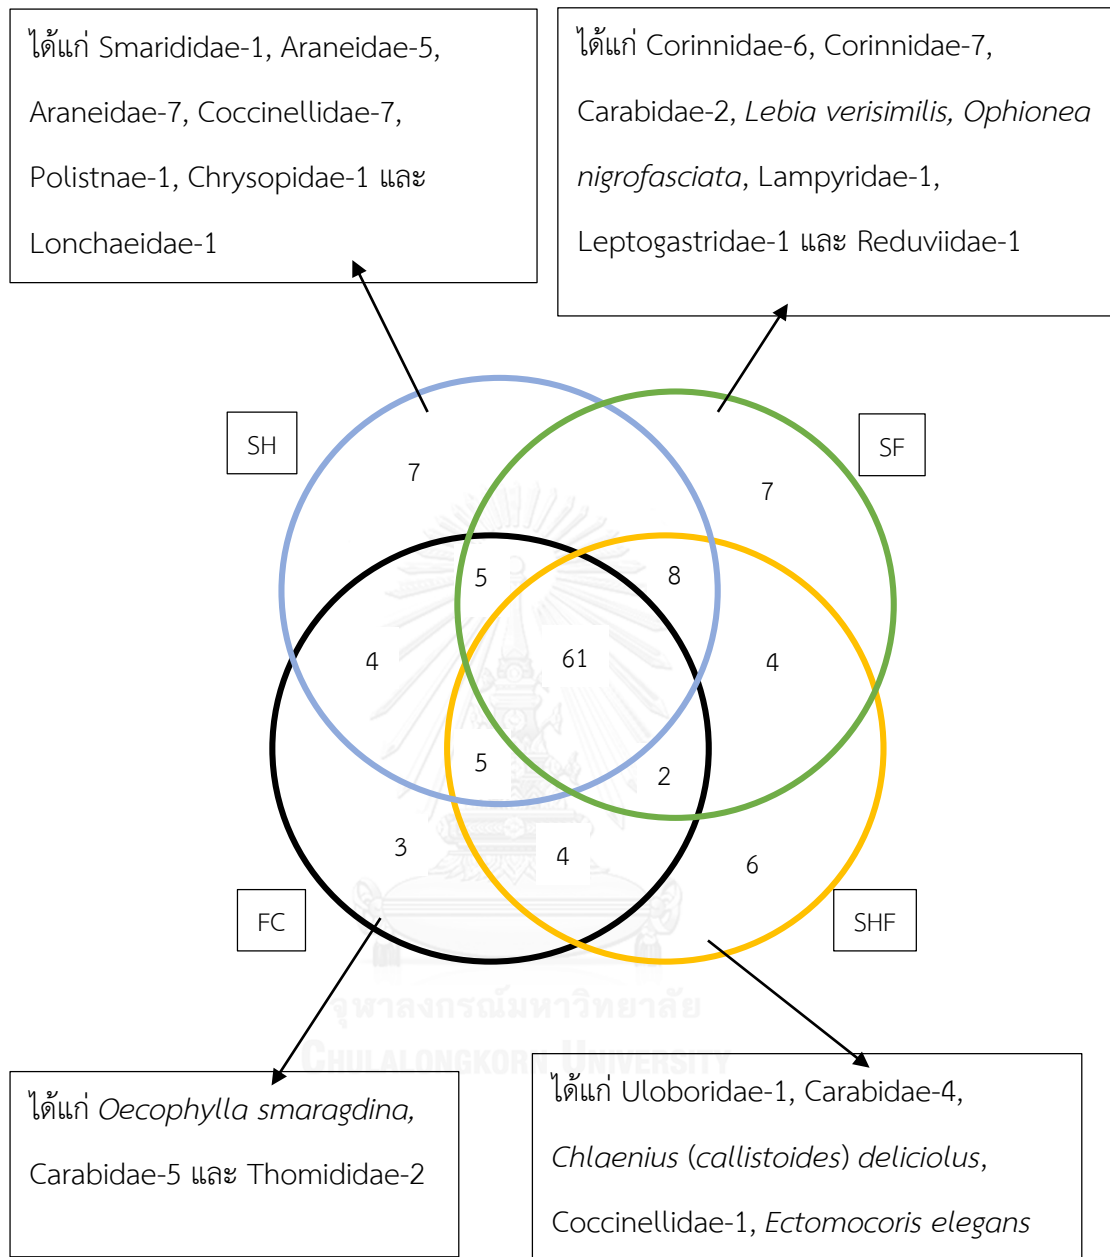 ได้แก่ Smarididae-1, Araneidae-5,
Araneidae-7, Coccinellidae-7,
Polistnae-1, Chrysopidae-1 และ
Lonchaeidae-1
ได้แก่ Corinnidae-6, Corinnidae-7,
Carabidae-2, Lebia verisimilis, Ophionea
nigrofasciata, Lampyridae-1,
Leptogastridae-1 และ Reduviidae-1
SH
SF
7
7
5
8
4
61
4
5
2
3
4
6
FC
SHF
จุฬาลงกรณ์มหาวิทยาลัย
CHULALONGKORN UNIVERSITY
ได้แก่ Oecophylla smaragdina,
Carabidae-5 และ Thomididae-2
ได้แก่ Uloboridae-1, Carabidae-4,
Chlaenius (callistoides) deliciolus,
Coccinellidae-1, Ectomocoris elegans